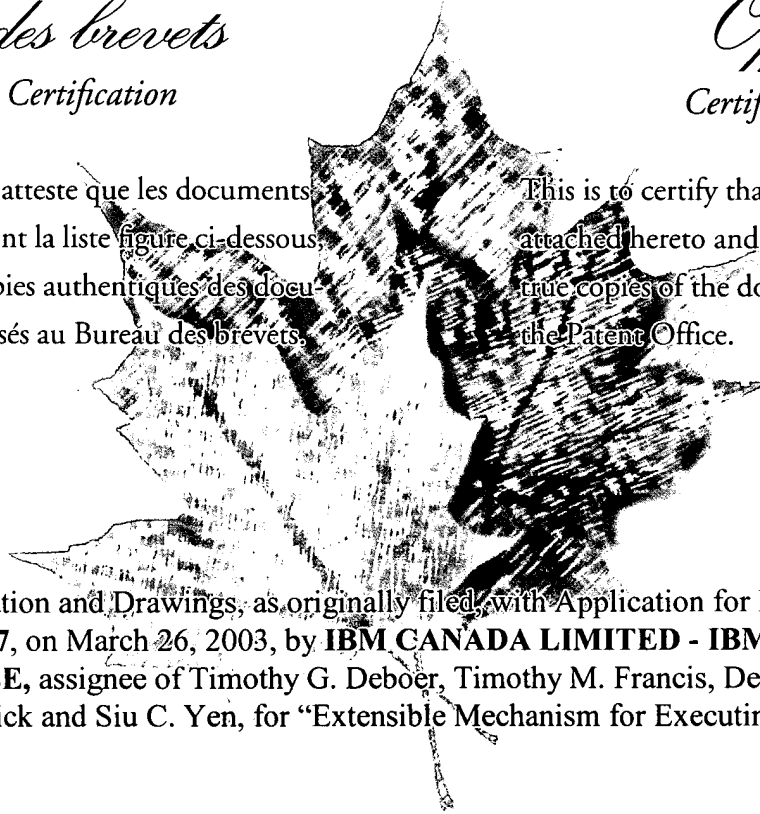 des brevets
Certification
atteste que les documents
nt la liste figure ci-dessous,
pies authentiques des docu-
sés au Bureau des brevets.
Certif
This is to certify tha
attached hereto and
true copies of the do
the Patent Office.
tion and Drawings, as originally filed, with Application for
7, on March 26, 2003, by IBM CANADA LIMITED - IBM
E, assignee of Timothy G. Deboer, Timothy M. Francis, De
ick and Siu C. Yen, for “Extensible Mechanism for Executin